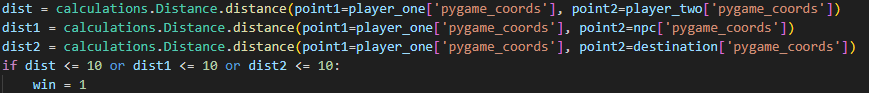 dist = calculations.Distance.distance(point1=player_one['pygame_coords'], point2=player_two['pygame_coords'])
dist1 = calculations.Distance.distance(point1=player_one['pygame_coords'], point2=npc['pygame_coords'])
dist2 = calculations.Distance.distance(point1=player_one['pygame_coords'], point2=destination['pygame_coords'])
if dist <= 10 or dist1 <= 10 or dist2 <= 10:
    win = 1